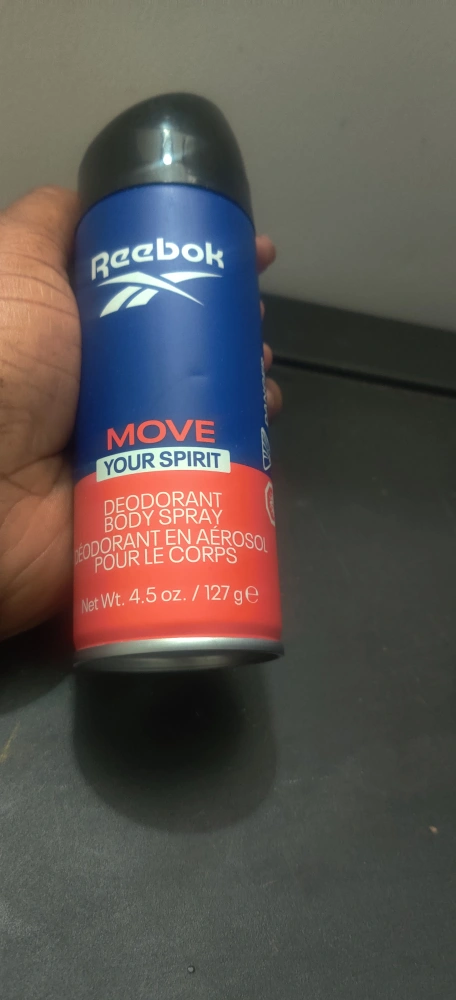 Reebok
MOVE
YOUR SPIRIT
DEODORANT
BODY SPRAY
DÉODORANT EN AÉROSOL
POUR LE CORPS
Net Wt. 4.5 oz. / 127 g ℮